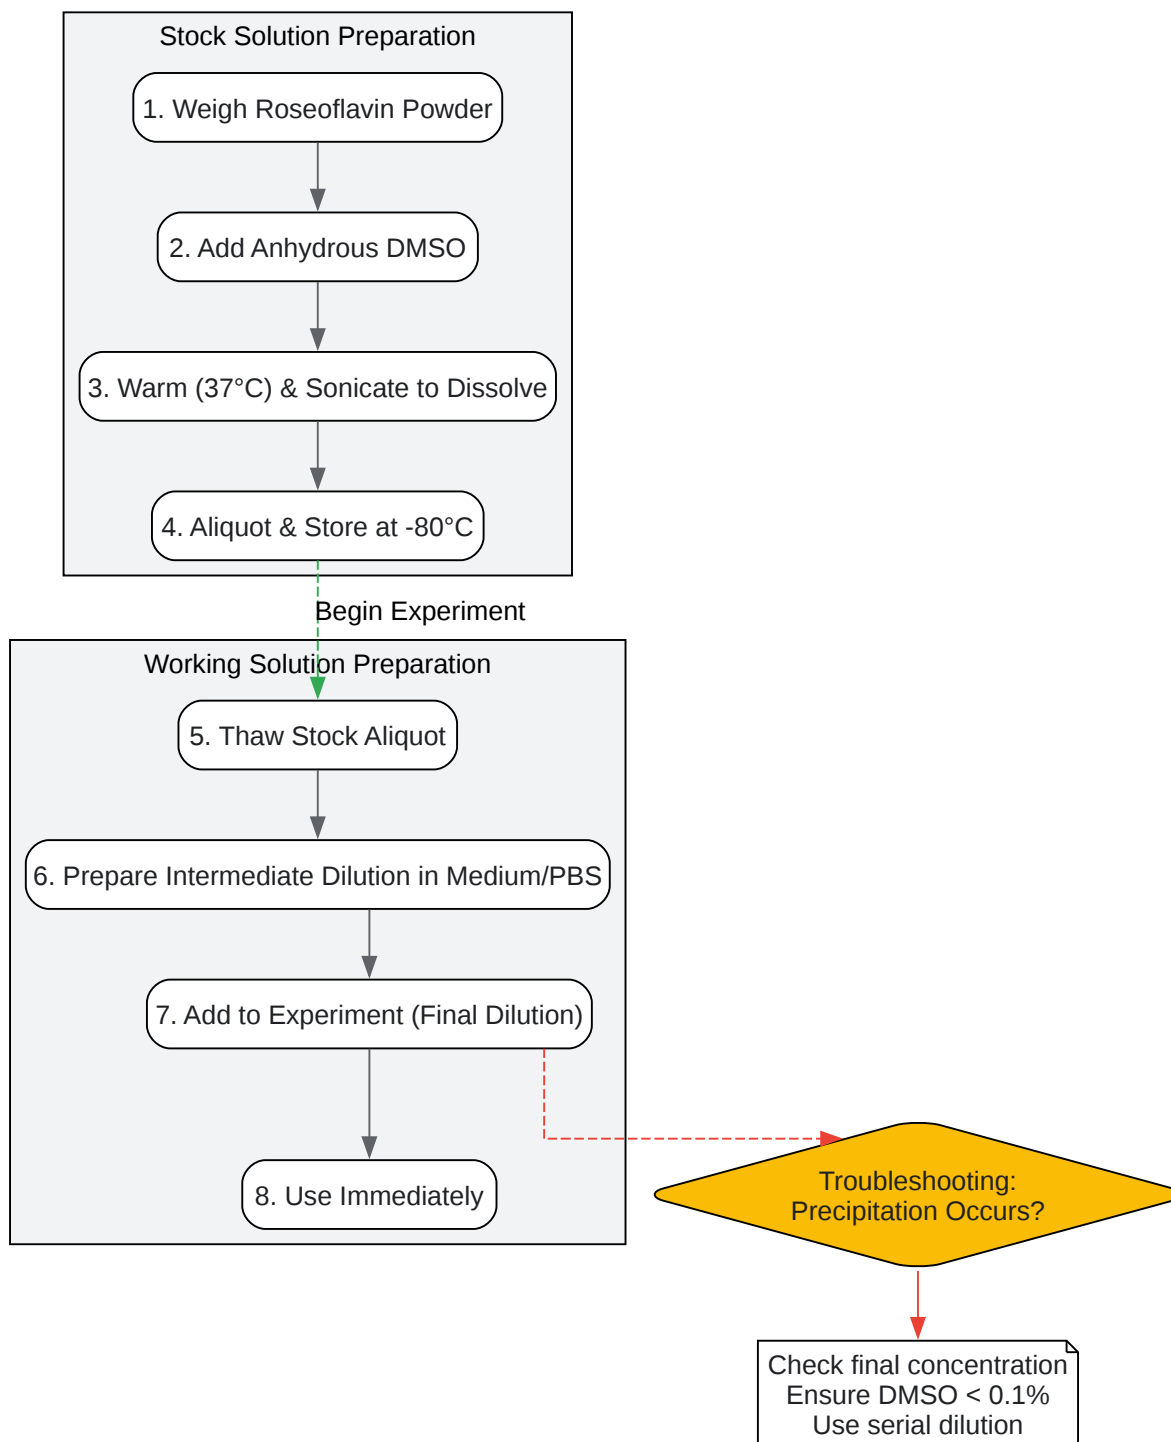 Stock Solution Preparation
1. Weigh Roseoflavin Powder
2. Add Anhydrous DMSO
3. Warm (37°C) & Sonicate to Dissolve
4. Aliquot & Store at -80°C
Begin Experiment
Working Solution Preparation
5. Thaw Stock Aliquot
6. Prepare Intermediate Dilution in Medium/PBS
7. Add to Experiment (Final Dilution)
8. Use Immediately
Troubleshooting:
Precipitation Occurs?
Check final concentration
Ensure DMSO < 0.1%
Use serial dilution